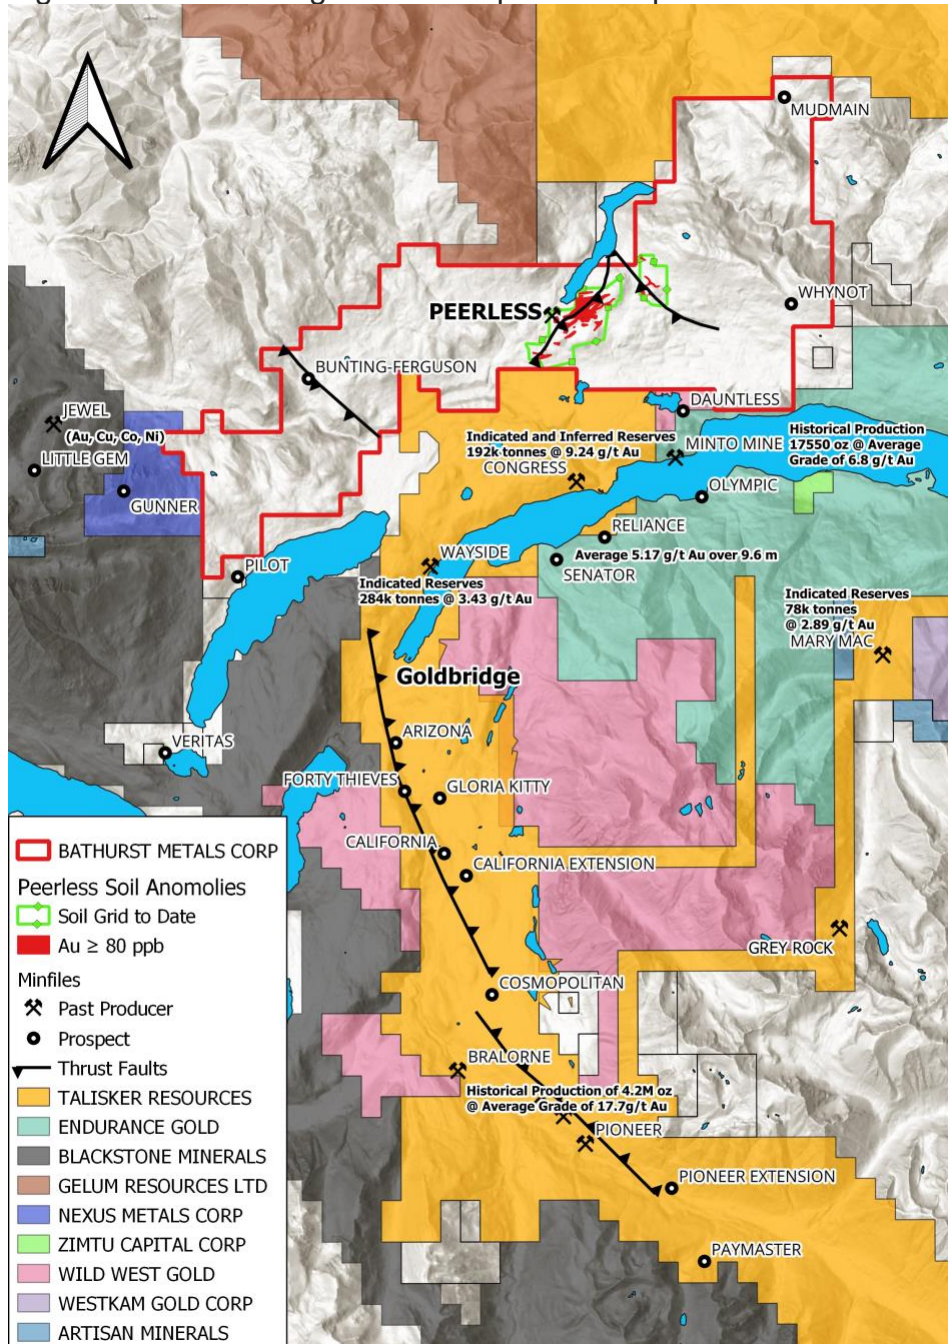 MUDMAIN
WHYNOT
PEERLESS
BUNTING-FERGUSON
JEWEL
(Au, Cu, Co, Ni)
LITTLE GEM
GUNNER
DAUNTLESS
Indicated and Inferred Reserves
192k tonnes @ 9.24 g/t Au
CONGRESS
MINTO MINE
Historical Production
17550 oz @ Average
Grade of 6.8 g/t Au
OLYMPIC
RELIANCE
Average 5.17 g/t Au over 9.6 m
SENATOR
WAYSIDE
PILOT
Indicated Reserves
284k tonnes @ 3.43 g/t Au
Indicated Reserves
78k tonnes
@ 2.89 g/t Au
MARY MAC
Goldbridge
VERITAS
ARIZONA
FORTY THIEVES
GLORIA KITTY
CALIFORNIA
CALIFORNIA EXTENSION
GREY ROCK
COSMOPOLITAN
BRALORNE
Historical Production of 4.2M oz
@ Average Grade of 17.7g/t Au
PIONEER
PIONEER EXTENSION
PAYMASTER
BATHURST METALS CORP
Peerless Soil Anomolies
Soil Grid to Date
Au ≥ 80 ppb
Minfiles
Past Producer
Prospect
Thrust Faults
TALISKER RESOURCES
ENDURANCE GOLD
BLACKSTONE MINERALS
GELUM RESOURCES LTD
NEXUS METALS CORP
ZIMTU CAPITAL CORP
WILD WEST GOLD
WESTKAM GOLD CORP
ARTISAN MINERALS